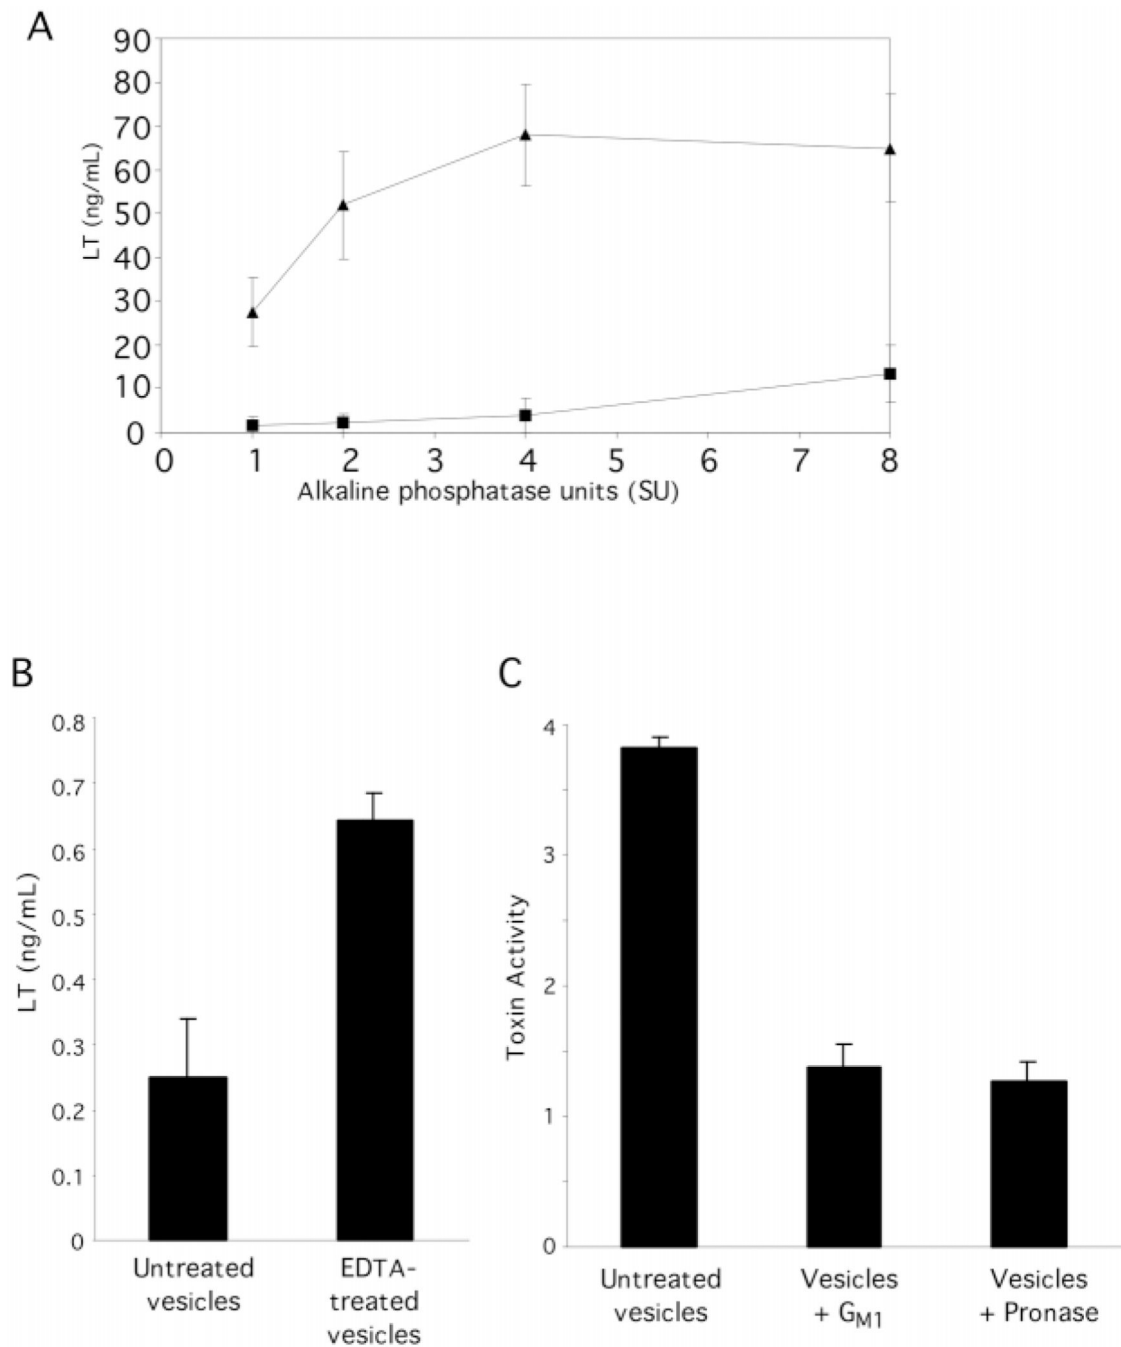 A
90
80
70
60
50
40
30
20
10
0
LT (ng/mL)
0 1 2 3 4 5 6 7 8
Alkaline phosphatase units (SU)
B
0.8
0.7
0.6
0.5
0.4
0.3
0.2
0.1
0
LT (ng/mL)
Untreated
vesicles
EDTA-
treated
vesicles
C
4
3
2
1
0
Toxin Activity
Untreated
vesicles
Vesicles
+ GM1
Vesicles
+ Pronase